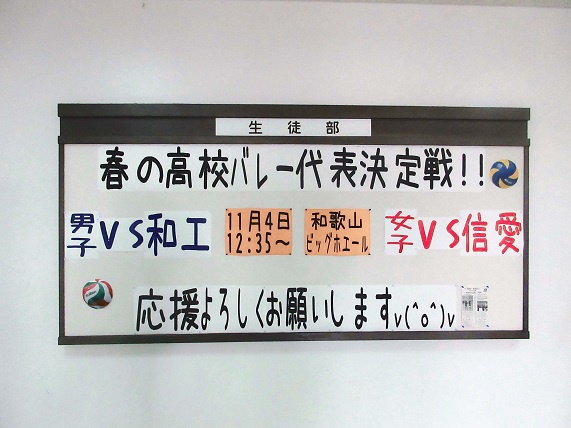 生徒部
春の高校バレー代表決定戦!!
男子VS和工
11月4日
12:35～
和歌山
ビッグホエール
女子VS信愛
応援よろしくお願いしますv(^o^)v